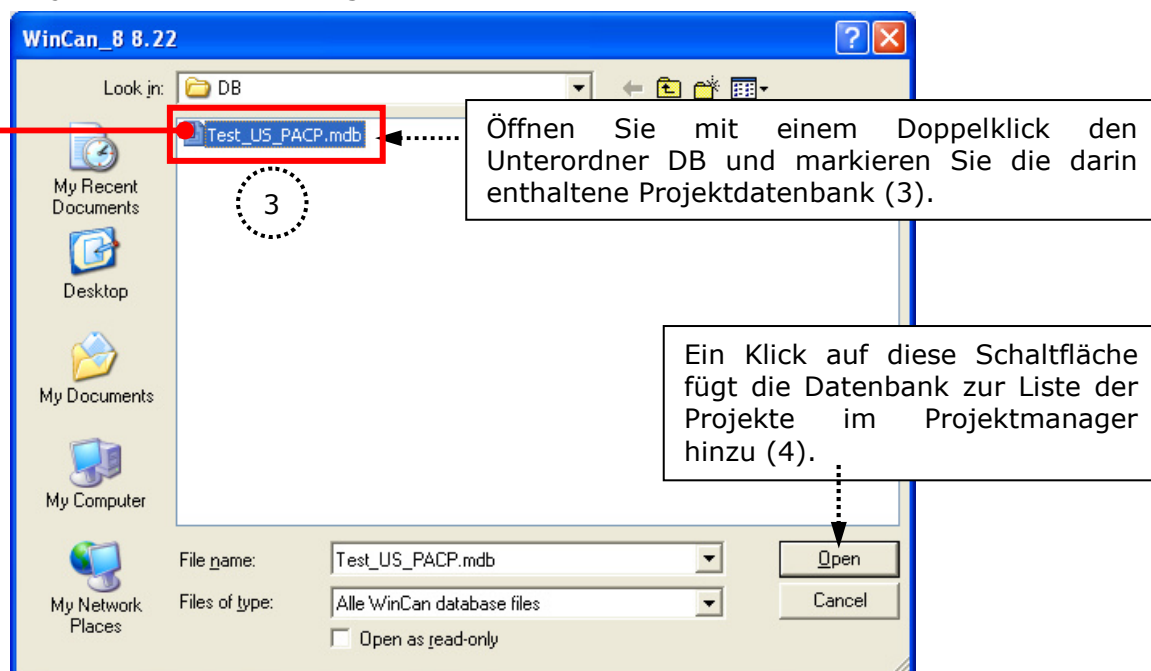 WinCan_8 8.22
Look in:
DB
Test_US_PACP.mdb
Öffnen Sie mit einem Doppelklick den
Unterordner DB und markieren Sie die darin
enthaltene Projektdatenbank (3).
3
My Recent
Documents
Desktop
My Documents
My Computer
My Network
Places
Ein Klick auf diese Schaltfläche
fügt die Datenbank zur Liste der
Projekte im Projektmanager
hinzu (4).
File name:
Test_US_PACP.mdb
Open
Files of type:
Alle WinCan database files
Cancel
Open as read-only